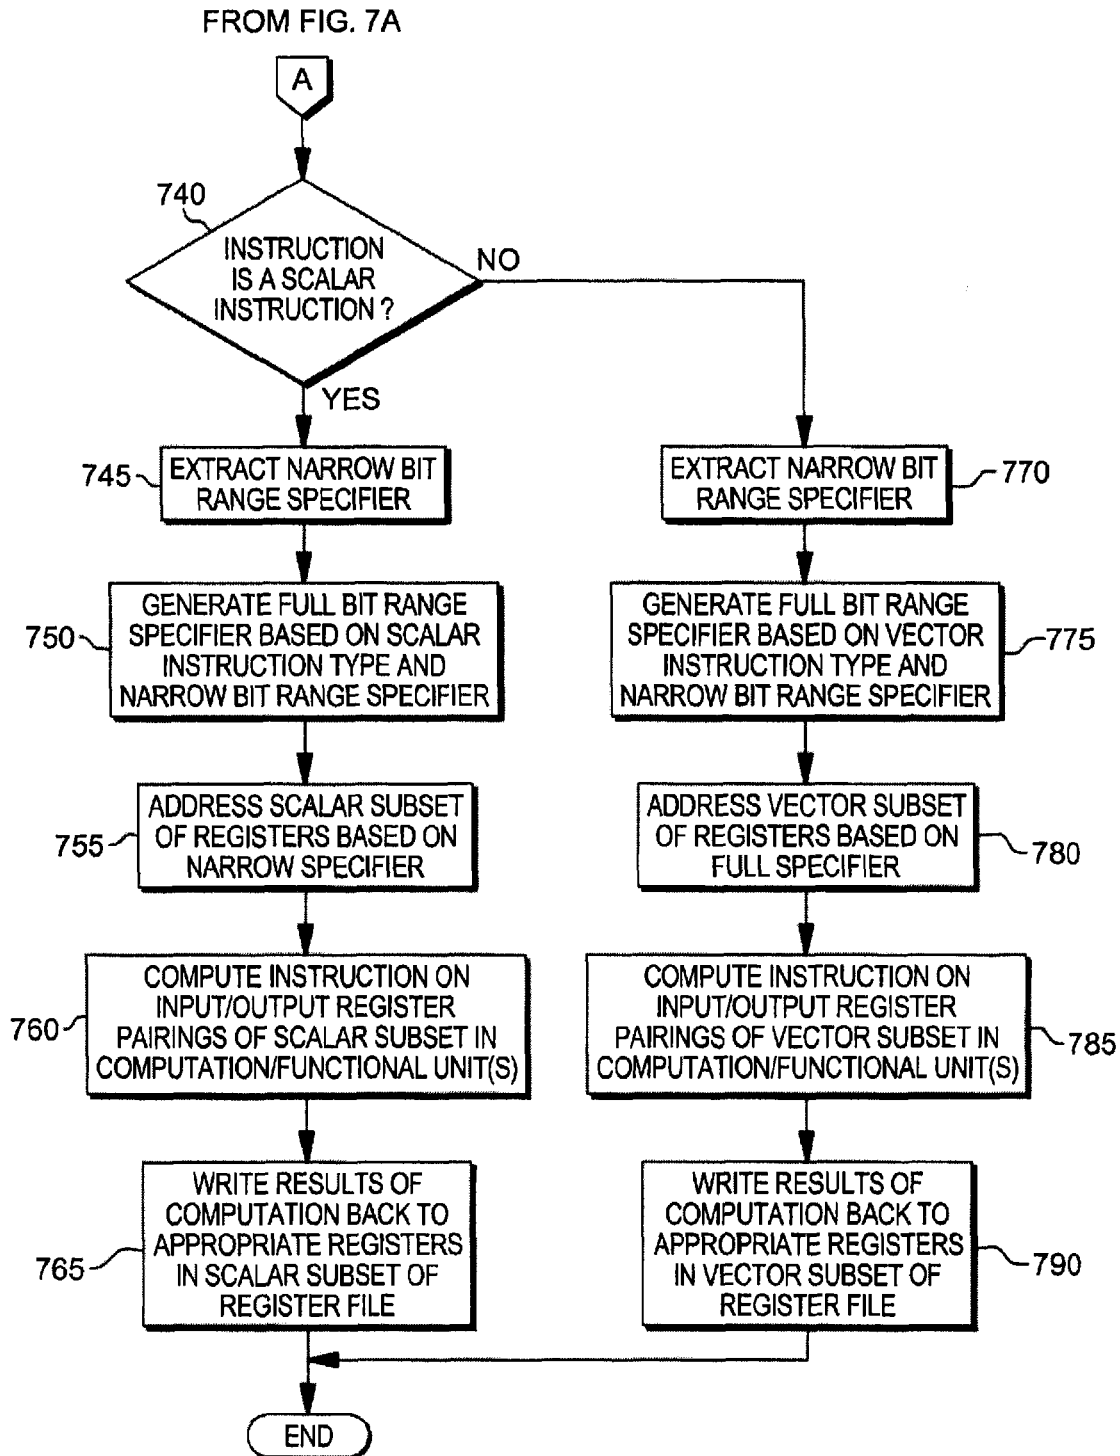 FROM FIG. 7A
A
740
INSTRUCTION
IS A SCALAR
INSTRUCTION ?
NO
YES
745
EXTRACT NARROW BIT
RANGE SPECIFIER
750
GENERATE FULL BIT RANGE
SPECIFIER BASED ON SCALAR
INSTRUCTION TYPE AND
NARROW BIT RANGE SPECIFIER
755
ADDRESS SCALAR SUBSET
OF REGISTERS BASED ON
NARROW SPECIFIER
760
COMPUTE INSTRUCTION ON
INPUT/OUTPUT REGISTER
PAIRINGS OF SCALAR SUBSET IN
COMPUTATION/FUNCTIONAL UNIT(S)
765
WRITE RESULTS OF
COMPUTATION BACK TO
APPROPRIATE REGISTERS
IN SCALAR SUBSET OF
REGISTER FILE
EXTRACT NARROW BIT
RANGE SPECIFIER
770
GENERATE FULL BIT RANGE
SPECIFIER BASED ON VECTOR
INSTRUCTION TYPE AND
NARROW BIT RANGE SPECIFIER
775
ADDRESS VECTOR SUBSET
OF REGISTERS BASED ON
FULL SPECIFIER
780
COMPUTE INSTRUCTION ON
INPUT/OUTPUT REGISTER
PAIRINGS OF VECTOR SUBSET IN
COMPUTATION/FUNCTIONAL UNIT(S)
785
WRITE RESULTS OF
COMPUTATION BACK TO
APPROPRIATE REGISTERS
IN VECTOR SUBSET OF
REGISTER FILE
790
END